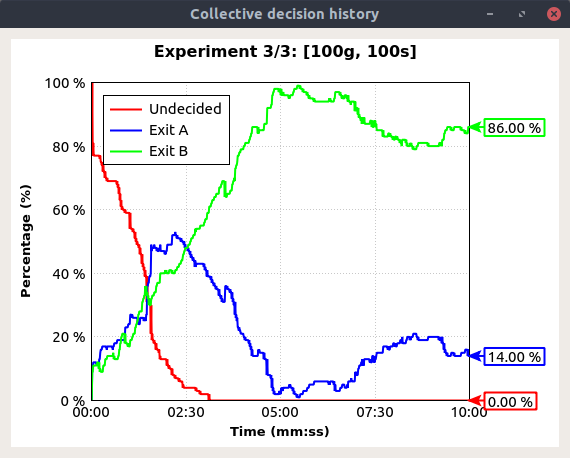 Collective decision history
Experiment 3/3: [100g, 100s]
100 %
80 %
60 %
40 %
20 %
0 %
Percentage (%)
Undecided
Exit A
Exit B
86.00 %
14.00 %
0.00 %
00:00 02:30 05:00 07:30 10:00
Time (mm:ss)